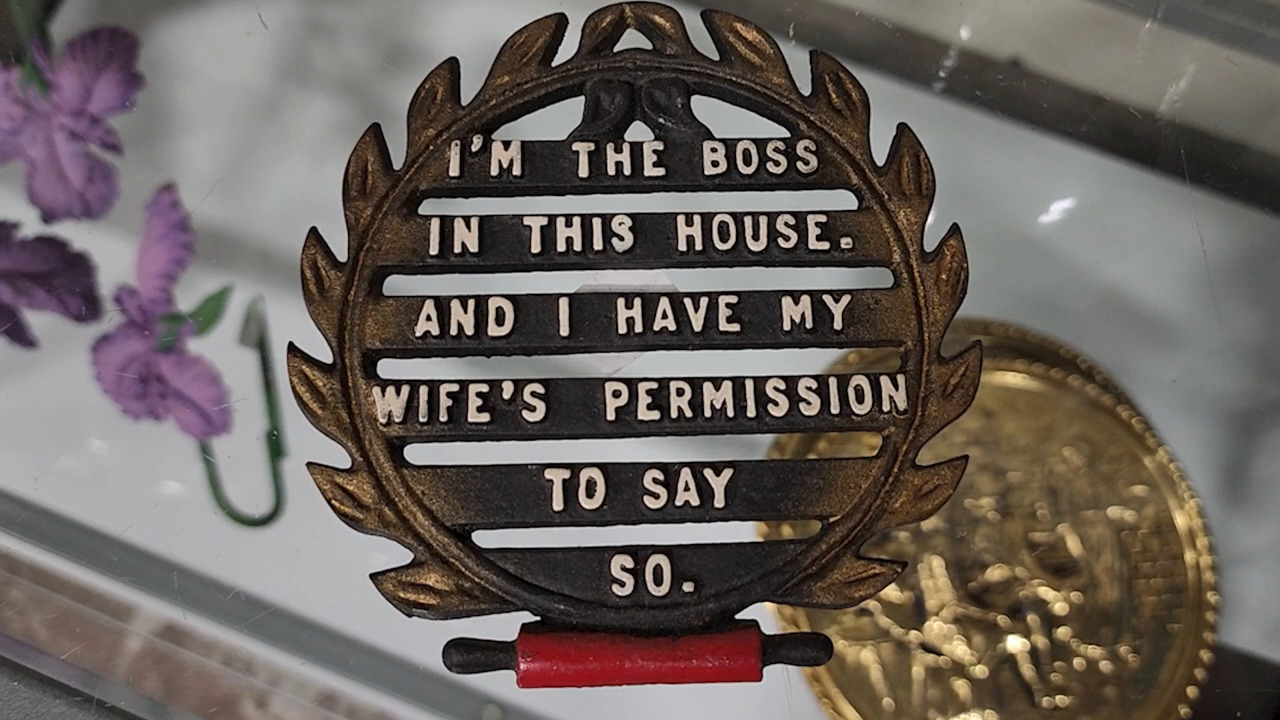 I'M THE BOSS
IN THIS HOUSE.
AND I HAVE MY
WIFE'S PERMISSION
TO SAY
SO.